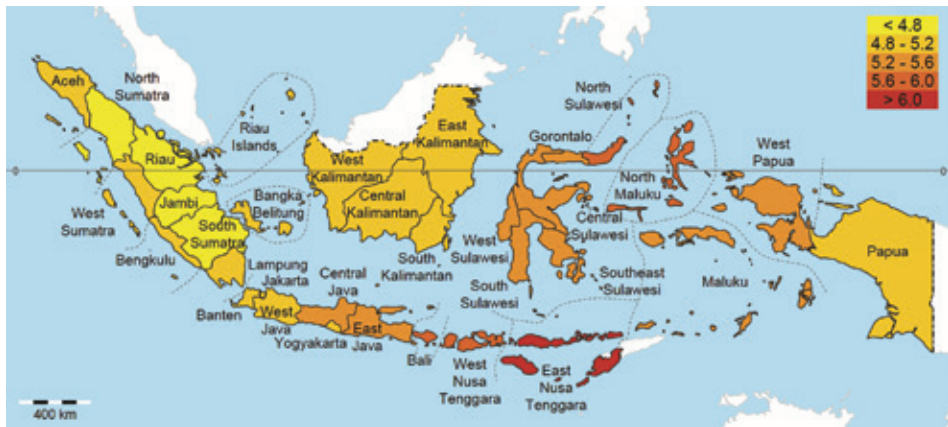 < 4.8
4.8 - 5.2
5.2 - 5.6
5.6 - 6.0
> 6.0
Aceh
North
Sumatra
Riau
Islands
Riau
West
Sumatra
Jambi
Bengkulu
South
Sumatra
Bangka
Belitung
Lampung
Jakarta
Banten
West
Java
Central
Java
Yogyakarta
East
Java
Bali
West
Nusa
Tenggara
East
Nusa
Tenggara
West
Kalimantan
Central
Kalimantan
East
Kalimantan
South
Kalimantan
North
Sulawesi
Gorontalo
Central
Sulawesi
West
Sulawesi
South
Sulawesi
Southeast
Sulawesi
North
Maluku
Maluku
West
Papua
Papua
0
0
400 km